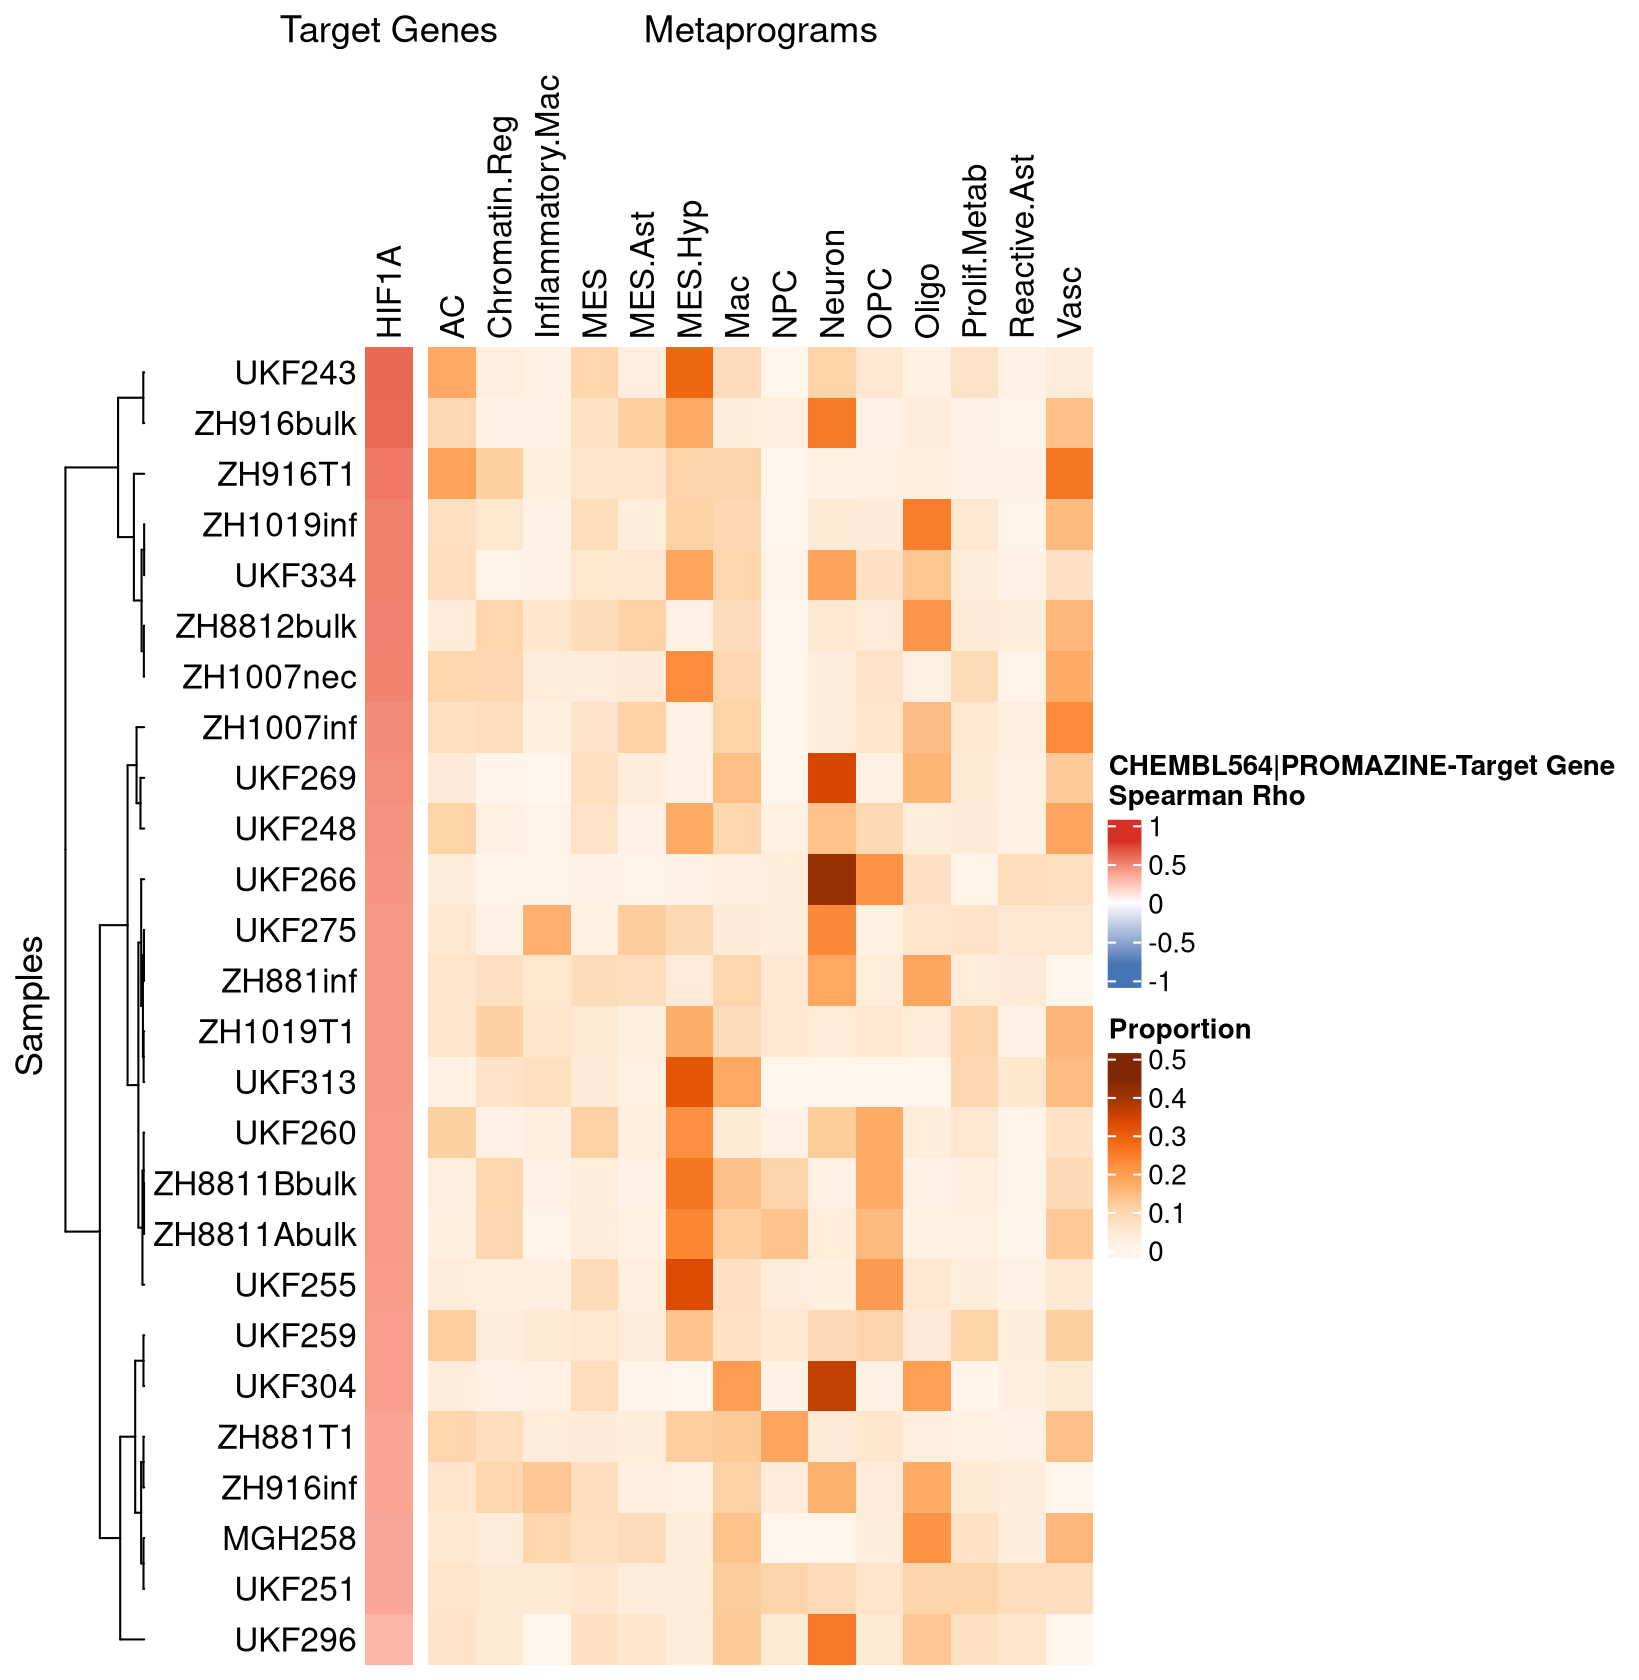 Target Genes
Metaprograms
HIF1A
AC
Chromatin.Reg
Inflammatory.Mac
MES
MES.Ast
MES.Hyp
Mac
NPC
Neuron
OPC
Oligo
Prolif.Metab
Reactive.Ast
Vasc
Samples
UKF243
ZH916bulk
ZH916T1
ZH1019inf
UKF334
ZH8812bulk
ZH1007nec
ZH1007inf
UKF269
UKF248
UKF266
UKF275
ZH881inf
ZH1019T1
UKF313
UKF260
ZH8811Bbulk
ZH8811Abulk
UKF255
UKF259
UKF304
ZH881T1
ZH916inf
MGH258
UKF251
UKF296
CHEMBL564|PROMAZINE-Target Gene
Spearman Rho
1
0.5
0
-0.5
-1
Proportion
0.5
0.4
0.3
0.2
0.1
0